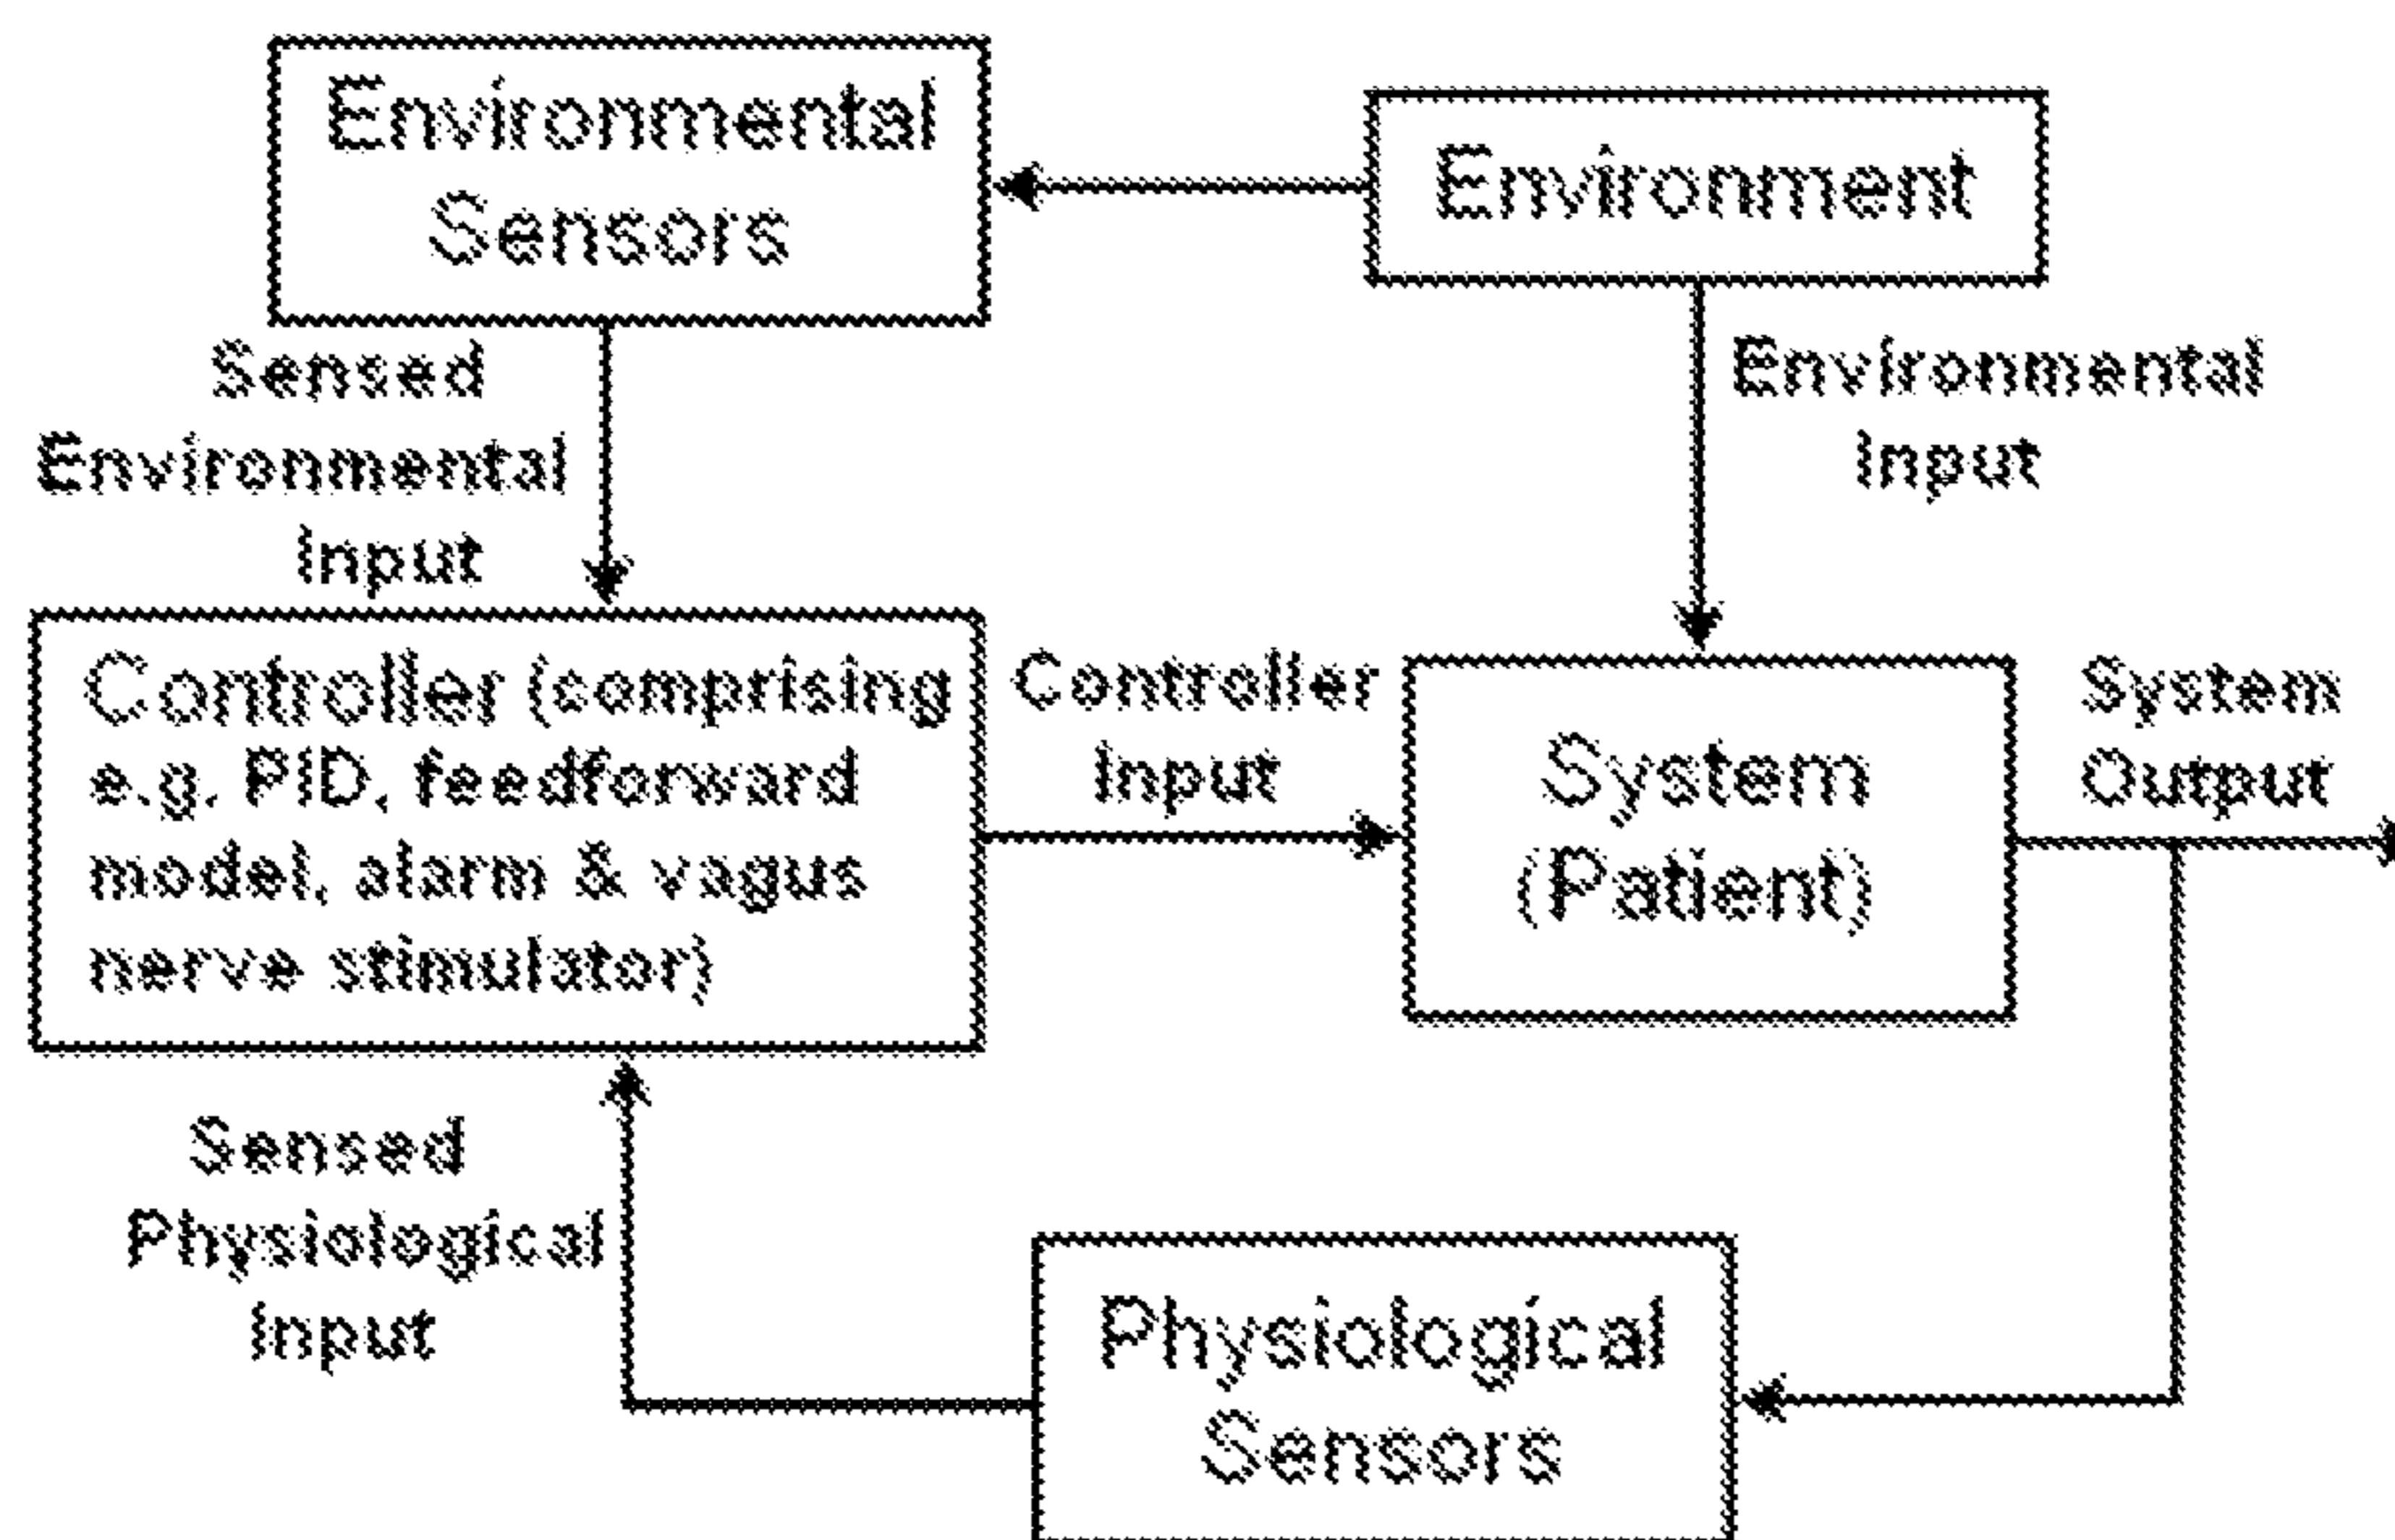 Environmental
Sensors
Environment
Sensed
Environmental
Input
Environmental
Input
Controller (comprising
e.g. PID, feedforward
model, alarm & vagus
nerve stimulator)
Controller
Input
System
(Patient)
System
Output
Sensed
Physiological
Input
Physiological
Sensors